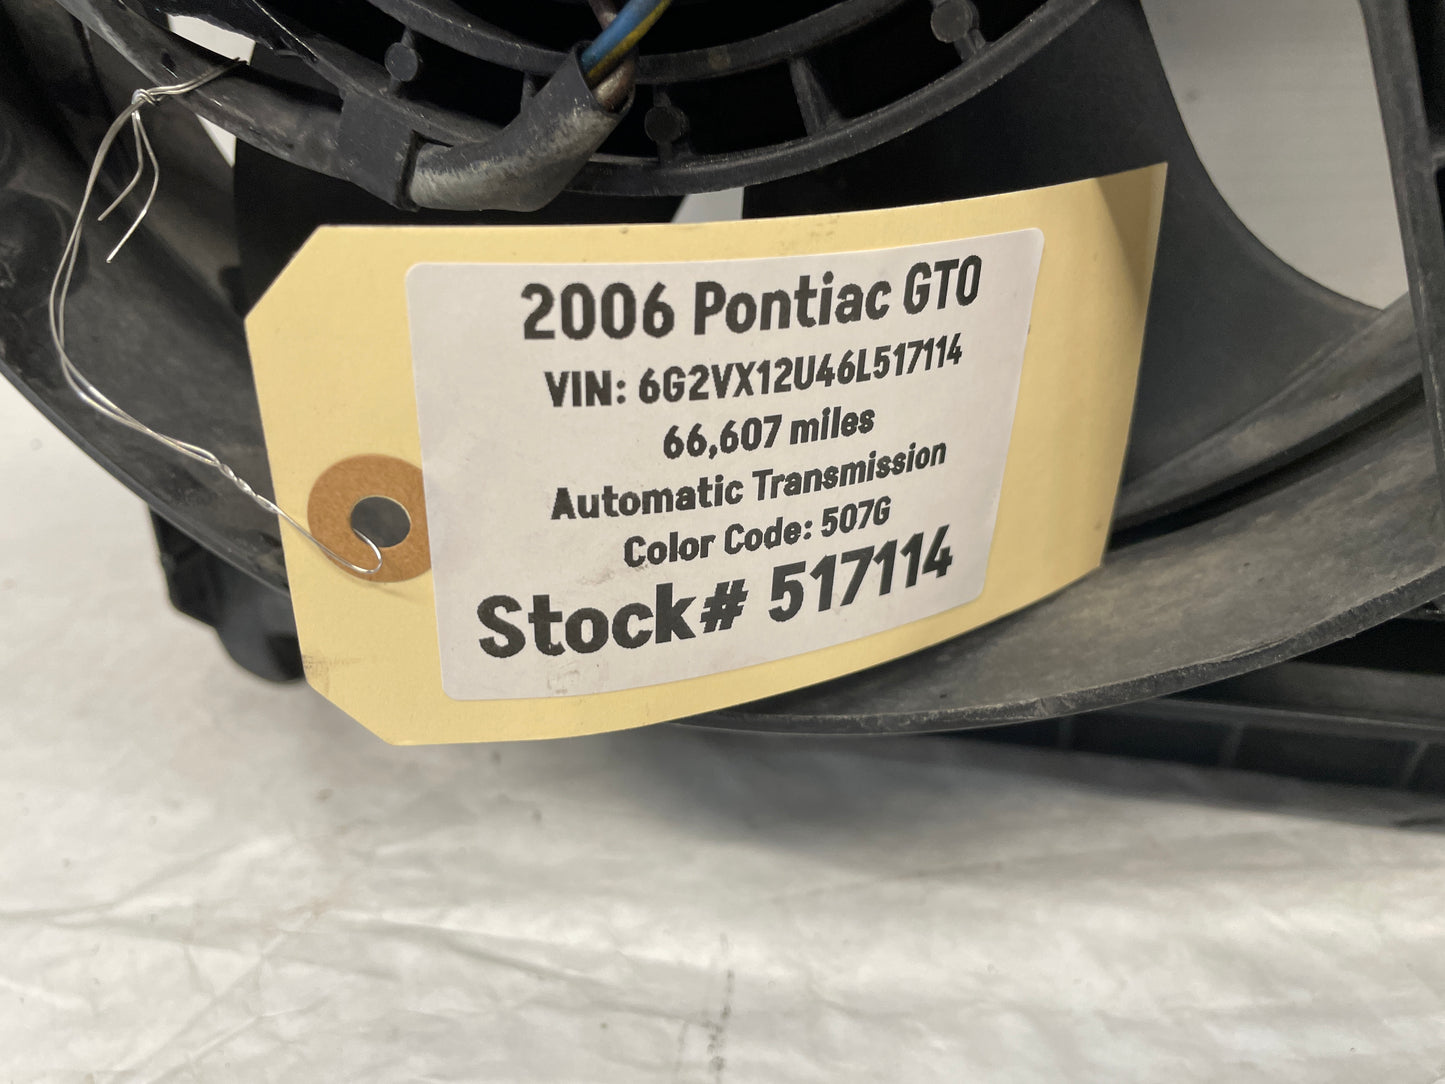 2006 Pontiac GTO
VIN: 6G2VX12U46L517114
66,607 miles
Automatic Transmission
Color Code: 507G
Stock# 517114